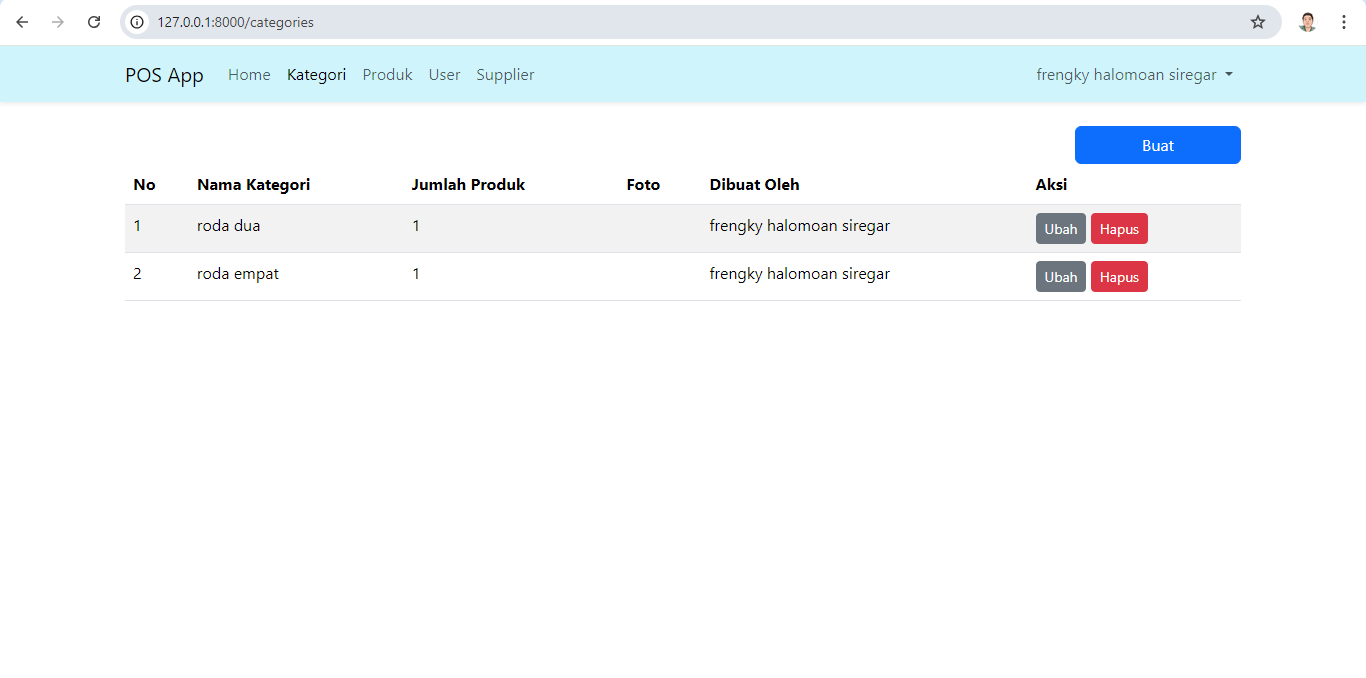 127.0.0.1:8000/categories
POS App Home Kategori Produk User Supplier frengky halomoan siregar
Buat
No Nama Kategori Jumlah Produk Foto Dibuat Oleh Aksi
1 roda dua 1 frengky halomoan siregar Ubah Hapus
2 roda empat 1 frengky halomoan siregar Ubah Hapus